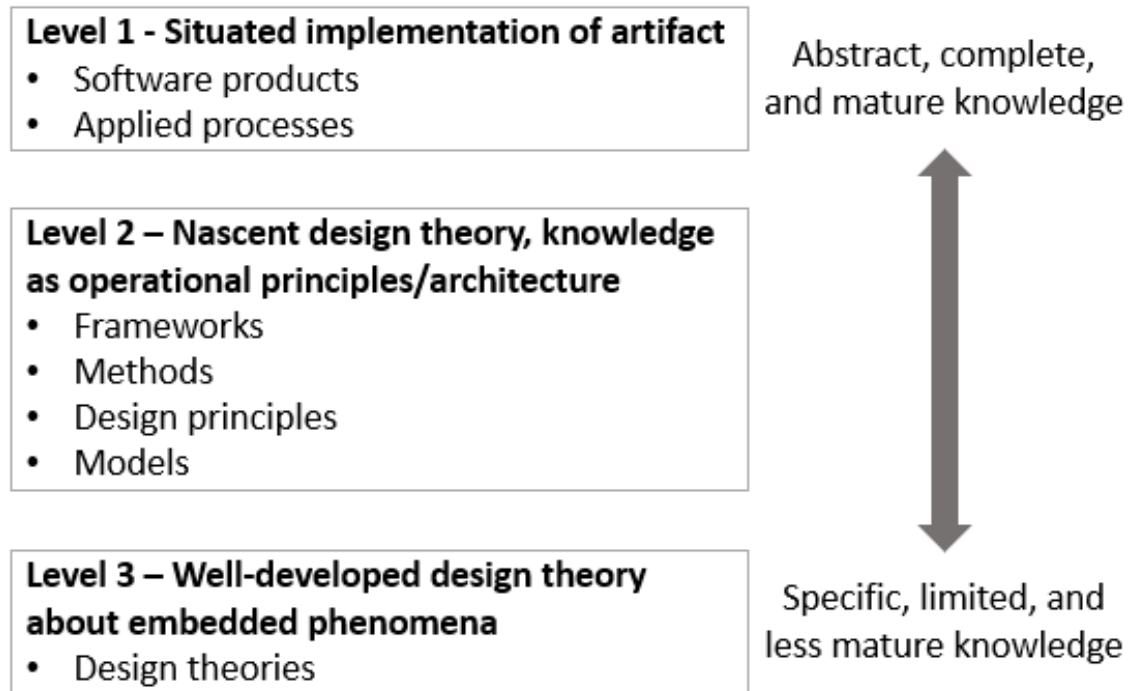 Level 1 - Situated implementation of artifact
• Software products
• Applied processes
Abstract, complete,
and mature knowledge
Level 2 – Nascent design theory, knowledge
as operational principles/architecture
• Frameworks
• Methods
• Design principles
• Models
Level 3 – Well-developed design theory
about embedded phenomena
• Design theories
Specific, limited, and
less mature knowledge